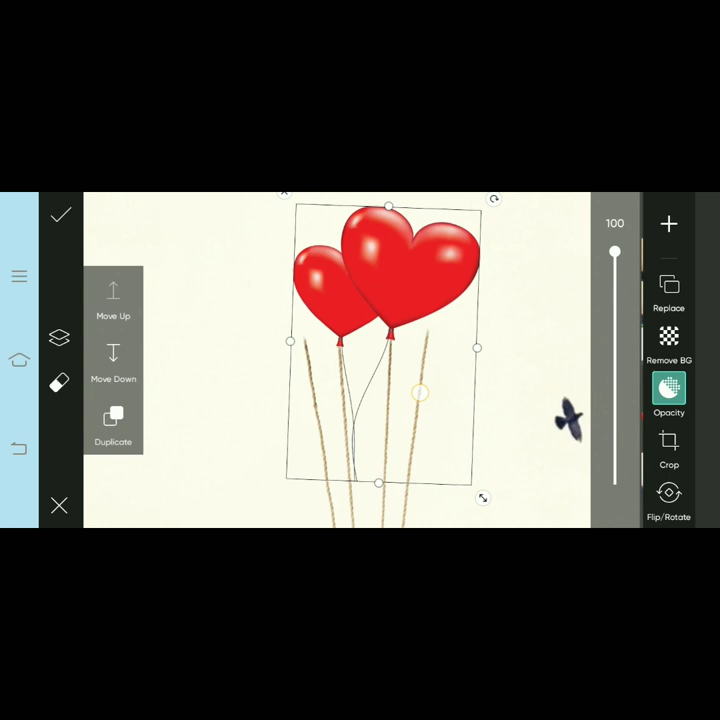 100
Move Up
Move Down
Duplicate
Replace
Remove BG
Opacity
Crop
Flip/Rotate